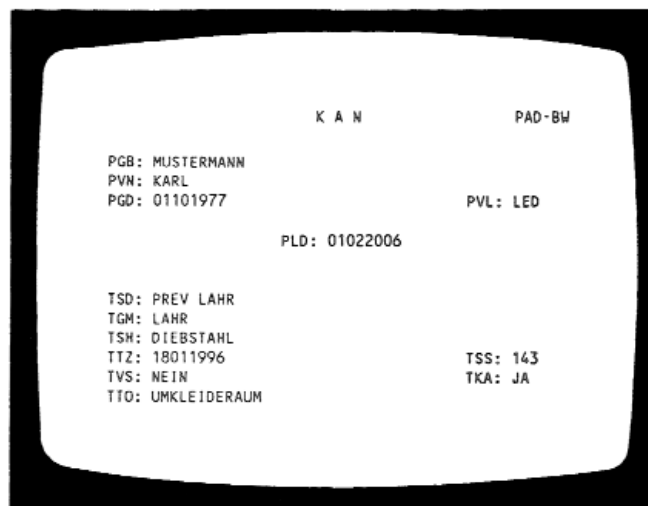 K A N PAD-BW
PGB: MUSTERMANN
PVN: KARL
PGD: 01101977 PVL: LED
PLD: 01022006
TSD: PREV LAHR
TGM: LAHR
TSH: DIEBSTAHL
TTZ: 18011996 TSS: 143
TVS: NEIN TKA: JA
TTO: UMKLEIDERAUM